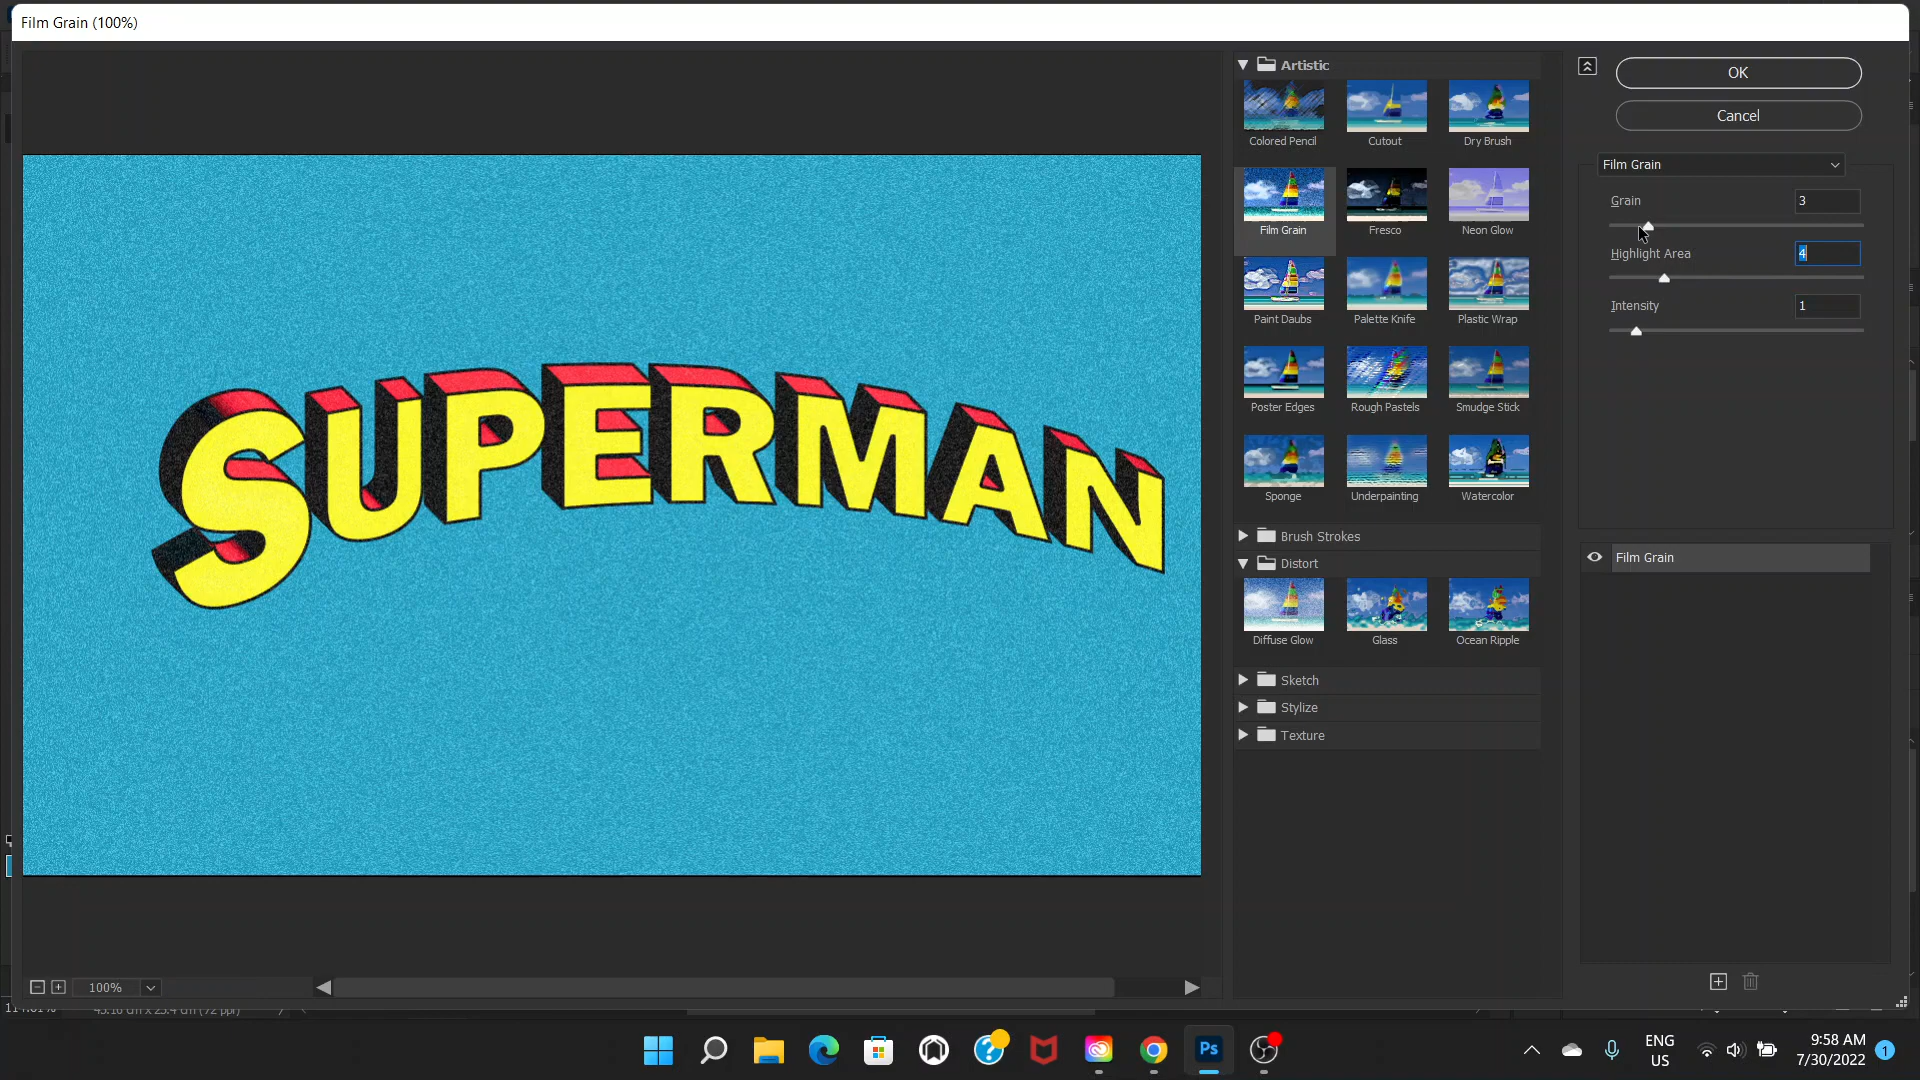 Film Grain (100%)
SUPERMAN
100%
Artistic
Colored Pencil
Cutout
Dry Brush
Film Grain
Fresco
Neon Glow
Paint Daubs
Palette Knife
Plastic Wrap
Poster Edges
Rough Pastels
Smudge Stick
Sponge
Underpainting
Watercolor
Brush Strokes
Distort
Diffuse Glow
Glass
Ocean Ripple
Sketch
Stylize
Texture
OK
Cancel
Film Grain
Grain 3
Highlight Area 4
Intensity 1
Film Grain
Ps
ENG
US
9:58 AM
7/30/2022
1